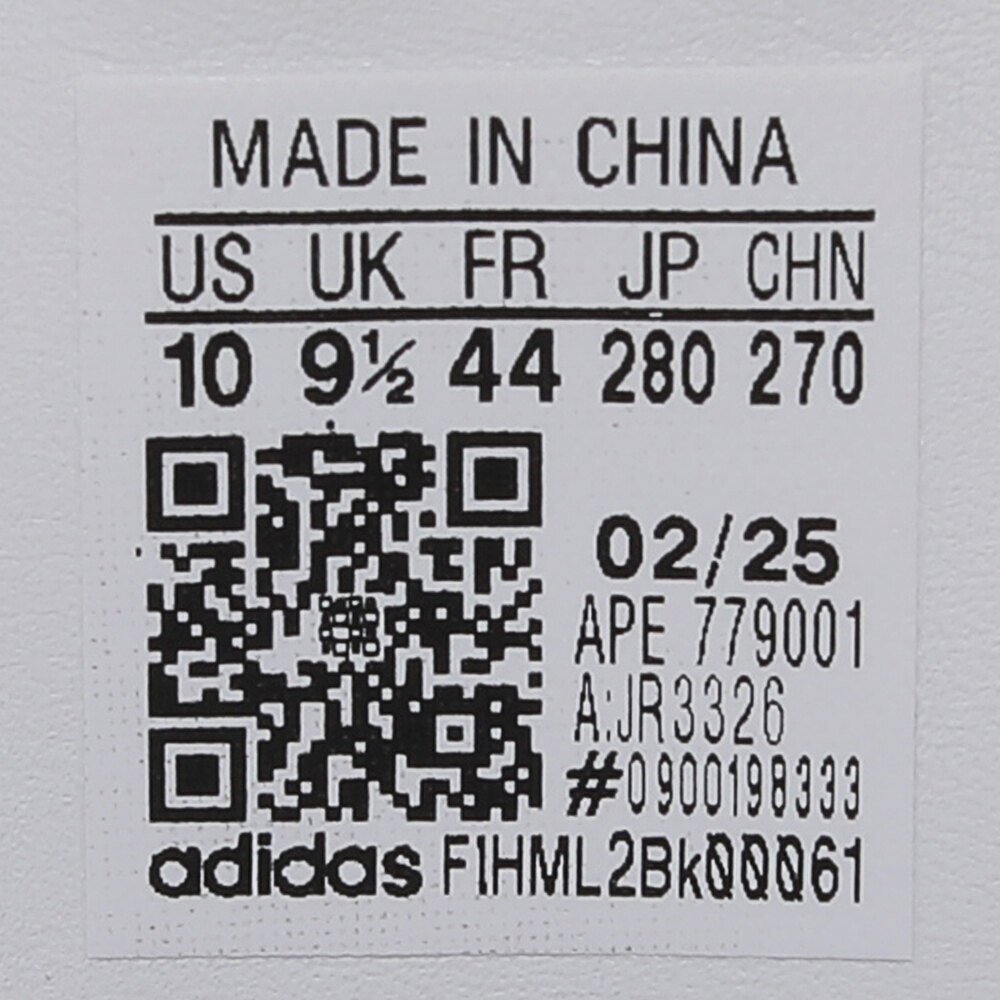 MADE IN CHINA
US UK FR JP CHN
10 9½ 44 280 270
02/25
APE 779001
A:JR3326
#0900198333
adidas F1HML2Bk00061